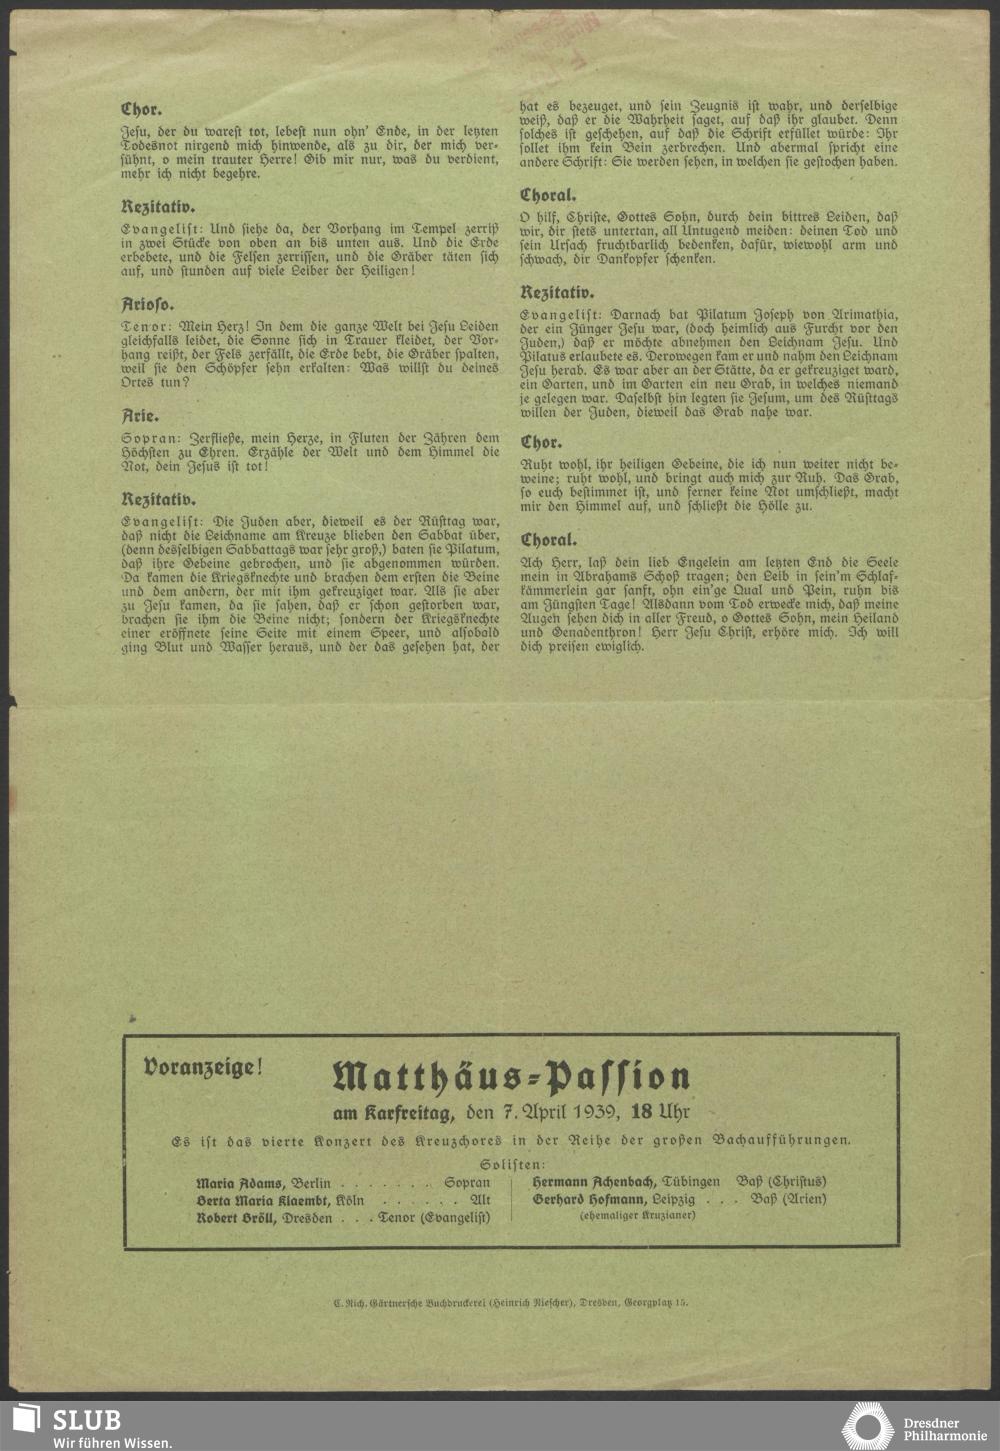 Chor.
Jesu, der du warest tot, lebest nun ohn' Ende, in der letzten
Todesnot nirgend mich hinwende, als zu dir, der mich ver-
sühnt, o mein trauter Herre! Gib mir nur, was du verdient,
mehr ich nicht begehre.
Rezitativ.
Evangelist: Und siehe da, der Vorhang im Tempel zerriß
in zwei Stücke von oben an bis unten aus. Und die Erde
erbebete, und die Felsen zerrissen, und die Gräber täten sich
auf, und stunden auf viele Leiber der Heiligen!
Arioso.
Tenor: Mein Herz! In dem die ganze Welt bei Jesu Leiden
gleichfalls leidet, die Sonne sich in Trauer kleidet, der Vor-
hang reißt, der Fels zerfällt, die Erde bebt, die Gräber spalten,
weil sie den Schöpfer sehn erkalten: Was willst du deines
Ortes tun?
Arie.
Sopran: Zerfließe, mein Herze, in Fluten der Zähren dem
Höchsten zu Ehren. Erzähle der Welt und dem Himmel die
Not, dein Jesus ist tot!
Rezitativ.
Evangelist: Die Juden aber, dieweil es der Rüsttag war,
daß nicht die Leichname am Kreuze blieben den Sabbat über,
(denn desselbigen Sabbattags war sehr groß,) baten sie Pilatum,
daß ihre Gebeine gebrochen, und sie abgenommen würden.
Da kamen die Kriegsknechte und brachen dem ersten die Beine
und dem andern, der mit ihm gekreuziget war. Als sie aber
zu Jesu kamen, da sie sahen, daß er schon gestorben war,
brachen sie ihm die Beine nicht; sondern der Kriegsknechte
einer eröffnete seine Seite mit einem Speer, und alsobald
ging Blut und Wasser heraus, und der das gesehen hat, der
hat es bezeuget, und sein Zeugnis ist wahr, und derselbige
weiß, daß er die Wahrheit saget, auf daß ihr glaubet. Denn
solches ist geschehen, auf daß die Schrift erfüllet würde: Ihr
sollet ihm kein Bein zerbrechen. Und abermal spricht eine
andere Schrift: Sie werden sehen, in welchen sie gestochen haben.
Choral.
O hilf, Christe, Gottes Sohn, durch dein bittres Leiden, daß
wir, dir stets untertan, all Untugend meiden: deinen Tod und
sein Ursach fruchtbarlich bedenken, dafür, wiewohl arm und
schwach, dir Dankopfer schenken.
Rezitativ.
Evangelist: Darnach bat Pilatum Joseph von Arimathia,
der ein Jünger Jesu war, (doch heimlich aus Furcht vor den
Juden,) daß er möchte abnehmen den Leichnam Jesu. Und
Pilatus erlaubete es. Derowegen kam er und nahm den Leichnam
Jesu herab. Es war aber an der Stätte, da er gekreuziget ward,
ein Garten, und im Garten ein neu Grab, in welches niemand
je gelegen war. Daselbst hin legten sie Jesum, um des Rüsttags
willen der Juden, dieweil das Grab nahe war.
Chor.
Ruht wohl, ihr heiligen Gebeine, die ich nun weiter nicht be-
weine; ruht wohl, und bringt auch mich zur Ruh. Das Grab,
so euch bestimmet ist, und ferner keine Not umschließt, macht
mir den Himmel auf, und schließt die Hölle zu.
Choral.
Ach Herr, laß dein lieb Engelein am letzten End die Seele
mein in Abrahams Schoß tragen; den Leib in sein'm Schlaf-
kämmerlein gar sanft, ohn ein'ge Qual und Pein, ruhn bis
am Jüngsten Tage! Alsdann vom Tod erwecke mich, daß meine
Augen sehen dich in aller Freud, o Gottes Sohn, mein Heiland
und Genadenthron! Herr Jesu Christ, erhöre mich. Ich will
dich preisen ewiglich.
Voranzeige!
Matthäus-Passion
am Karfreitag, den 7. April 1939, 18 Uhr
Es ist das vierte Konzert des Kreuzchores in der Reihe der großen Bachaufführungen.
Solisten:
Maria Adams, Berlin . . . . . . . Sopran
Berta Maria Klaembt, Köln . . . . . . Alt
Robert Bröll, Dresden . . . Tenor (Evangelist)
Hermann Achenbach, Tübingen Baß (Christus)
Gerhard Hofmann, Leipzig . . . Baß (Arien)
(ehemaliger Kruzianer)
C. Rich. Gärtnersche Buchdruckerei (Heinrich Niescher), Dresden, Georgplatz 15.
SLUB
Wir führen Wissen.
Dresdner
Philharmonie